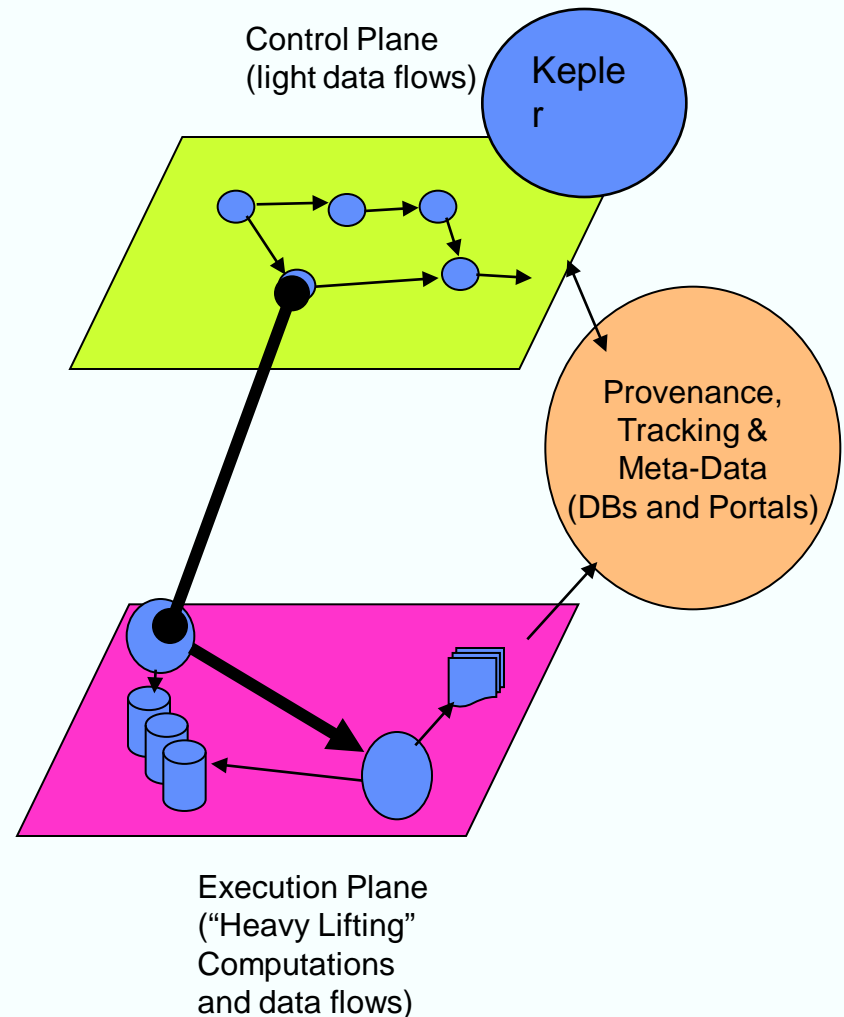 Control Plane
(light data flows)
Keple
r
Provenance,
Tracking &
Meta-Data
(DBs and Portals)
Execution Plane
(“Heavy Lifting”
Computations
and data flows)